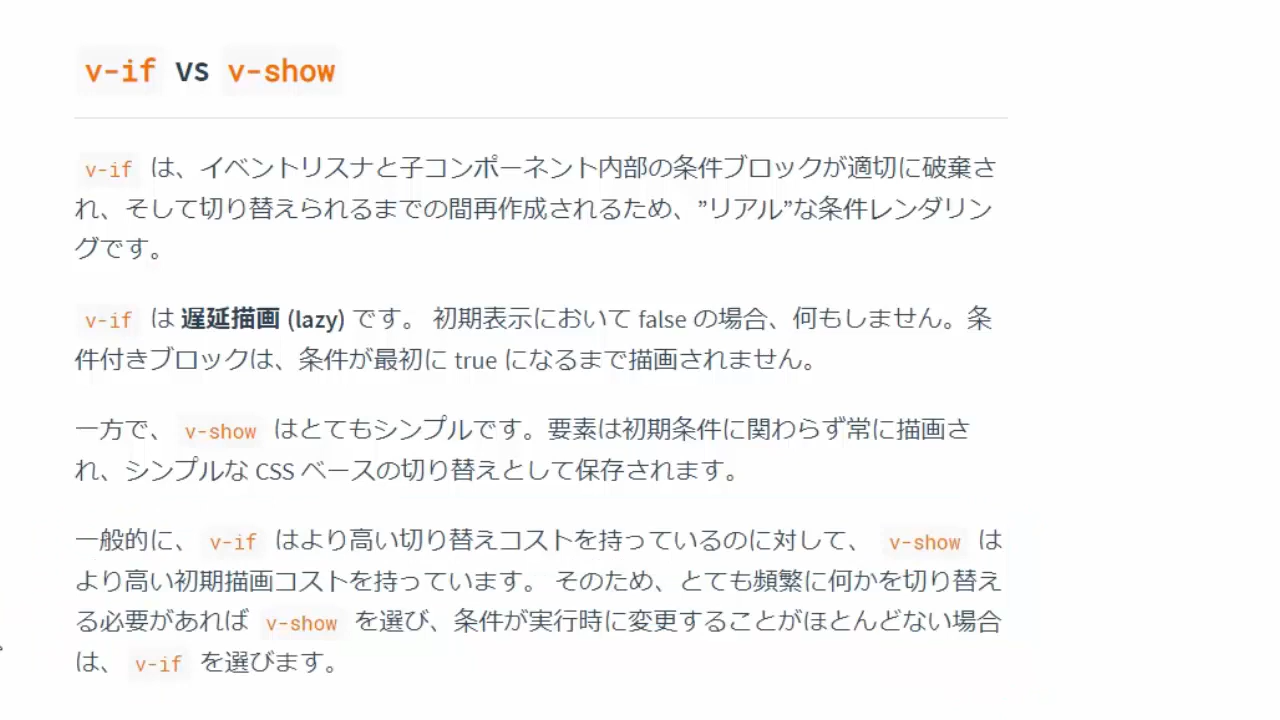 v-if vs v-show
v-if は、イベントリスナと子コンポーネント内部の条件ブロックが適切に破棄さ
れ、そして切り替えられるまでの間再作成されるため、”リアル”な条件レンダリン
グです。
v-if は 遅延描画 (lazy) です。 初期表示において false の場合、何もしません。条
件付きブロックは、条件が最初に true になるまで描画されません。
一方で、 v-show はとてもシンプルです。要素は初期条件に関わらず常に描画さ
れ、シンプルな CSS ベースの切り替えとして保存されます。
一般的に、 v-if はより高い切り替えコストを持っているのに対して、 v-show は
より高い初期描画コストを持っています。 そのため、とても頻繁に何かを切り替え
る必要があれば v-show を選び、条件が実行時に変更することがほとんどない場合
は、 v-if を選びます。